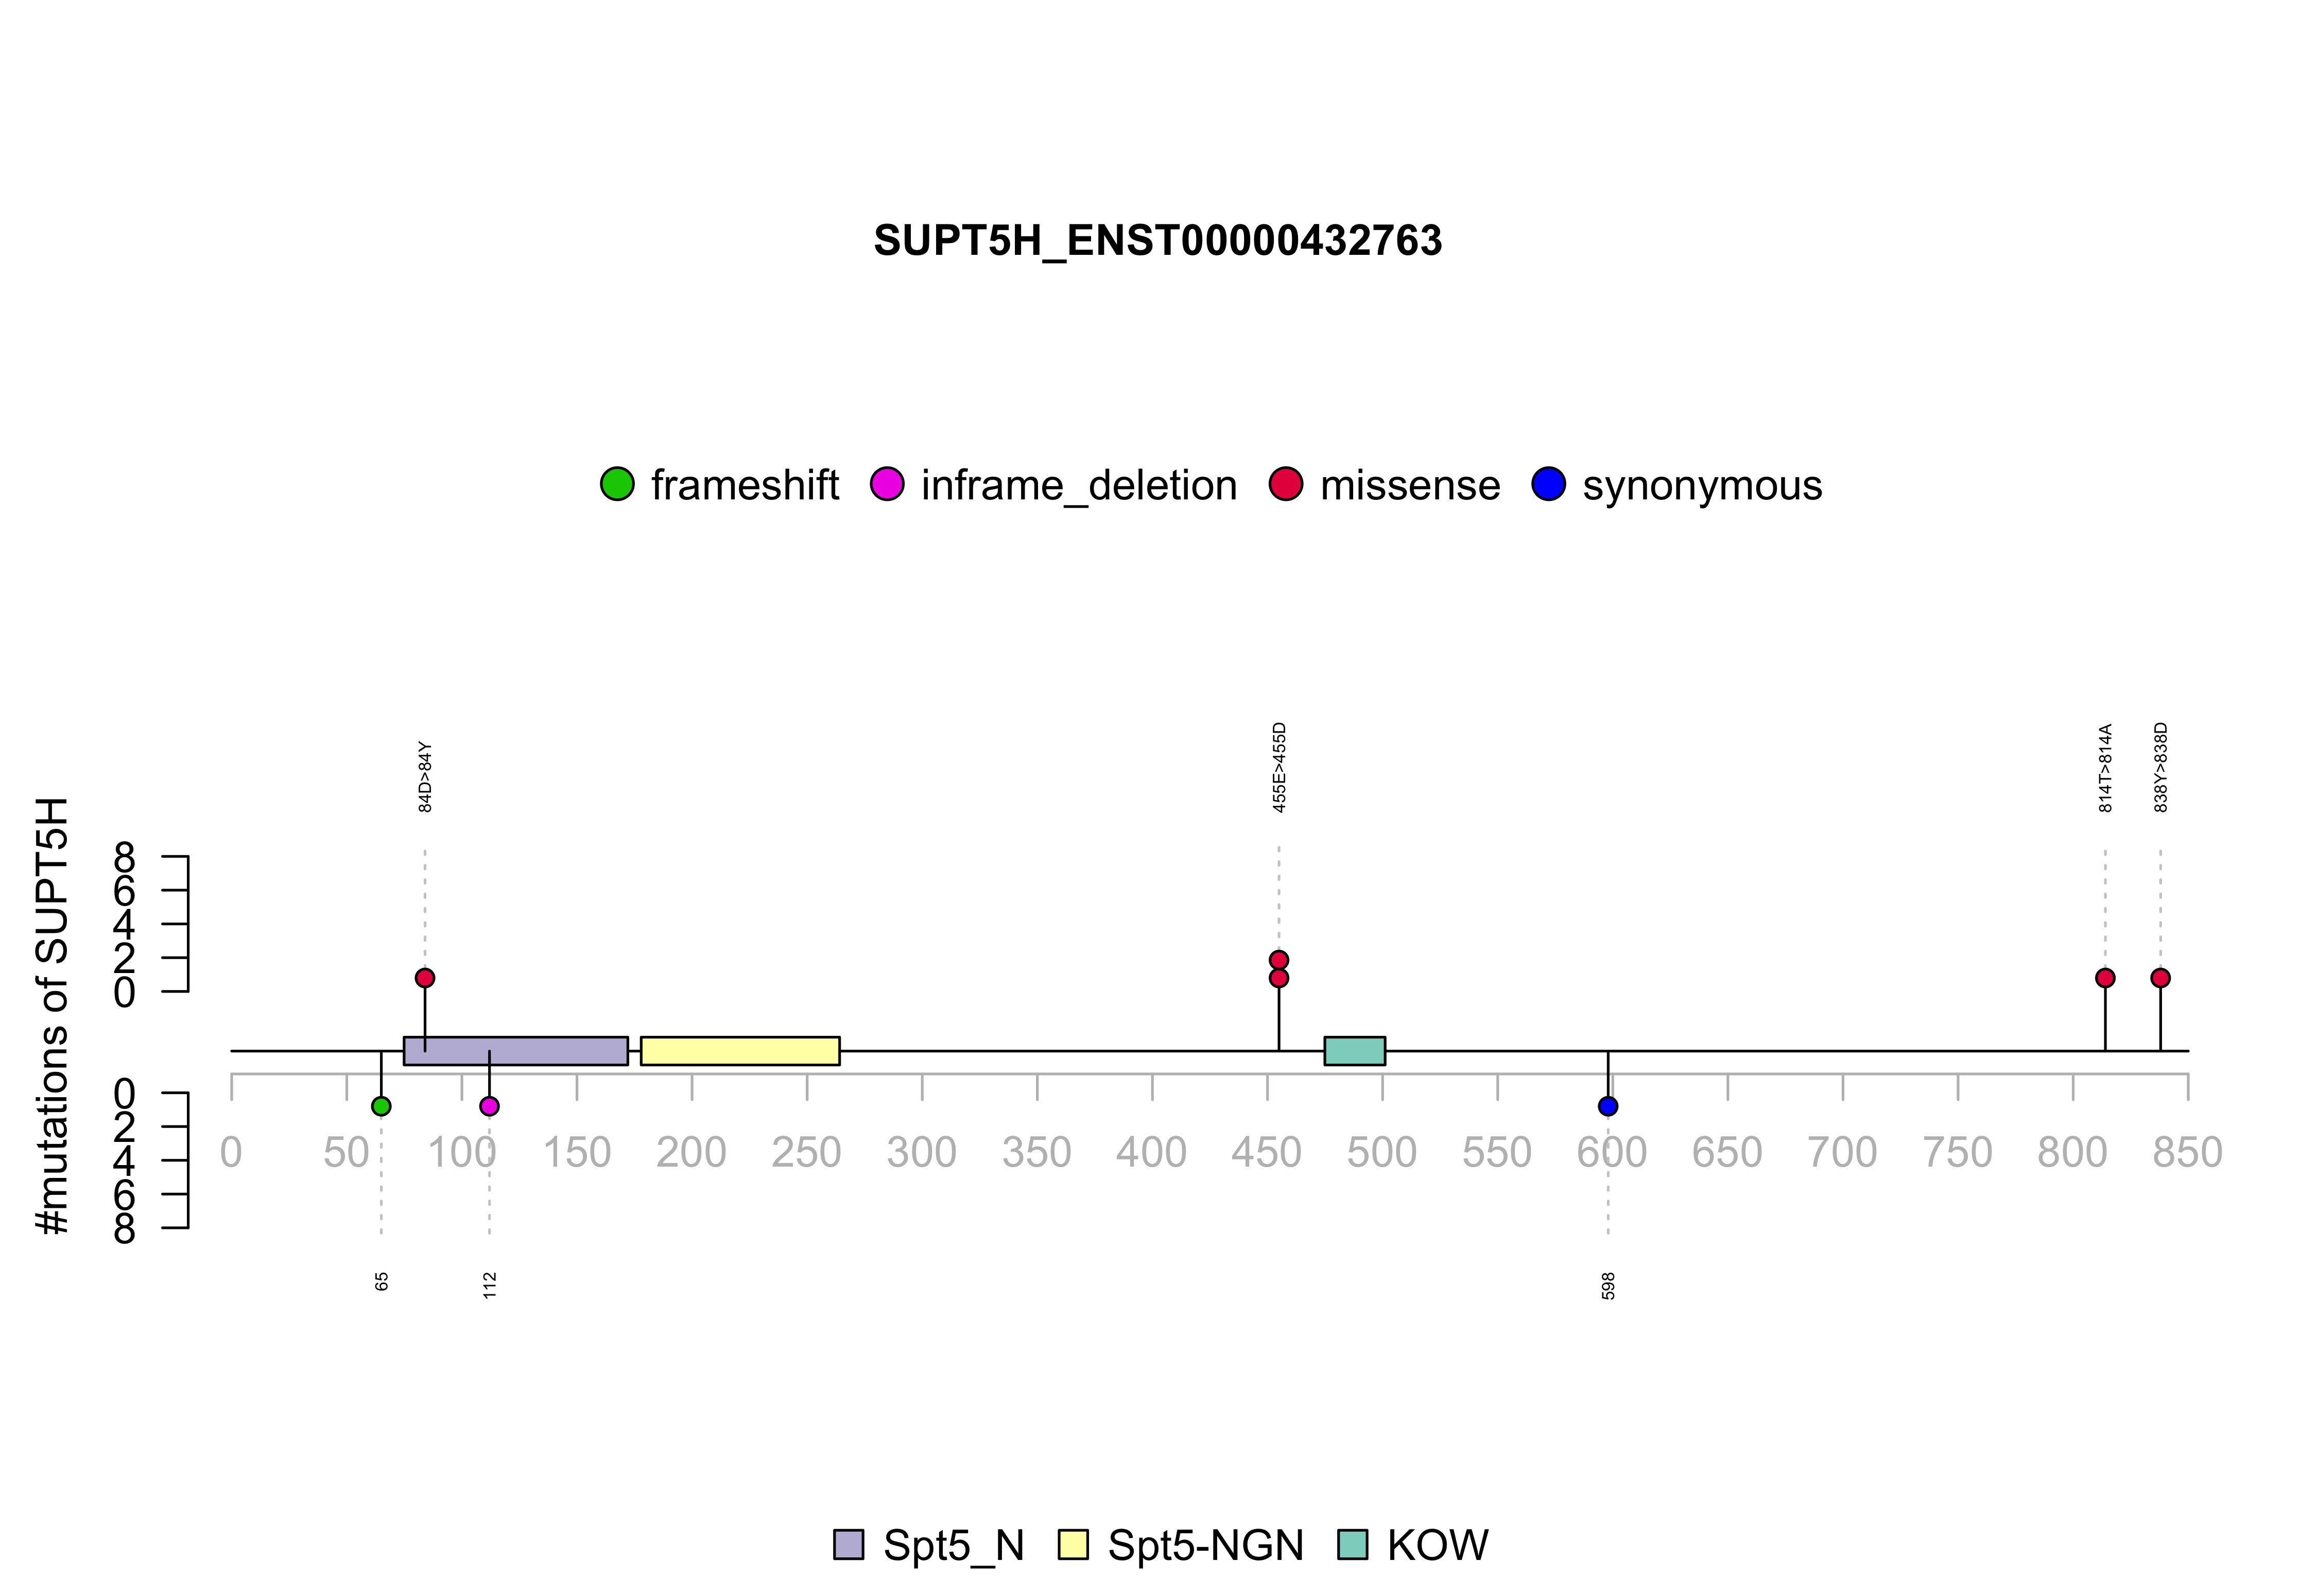 SUPT5H_ENST00000432763
frameshift inframe_deletion missense synonymous
84D>84Y 455E>455D 814T>814A 838Y>838D
#mutations of SUPT5H
8
6
4
2
0
0
2
4
6
8
0 50 100 150 200 250 300 350 400 450 500 550 600 650 700 750 800 850
65 112 598
Spt5_N Spt5-NGN KOW